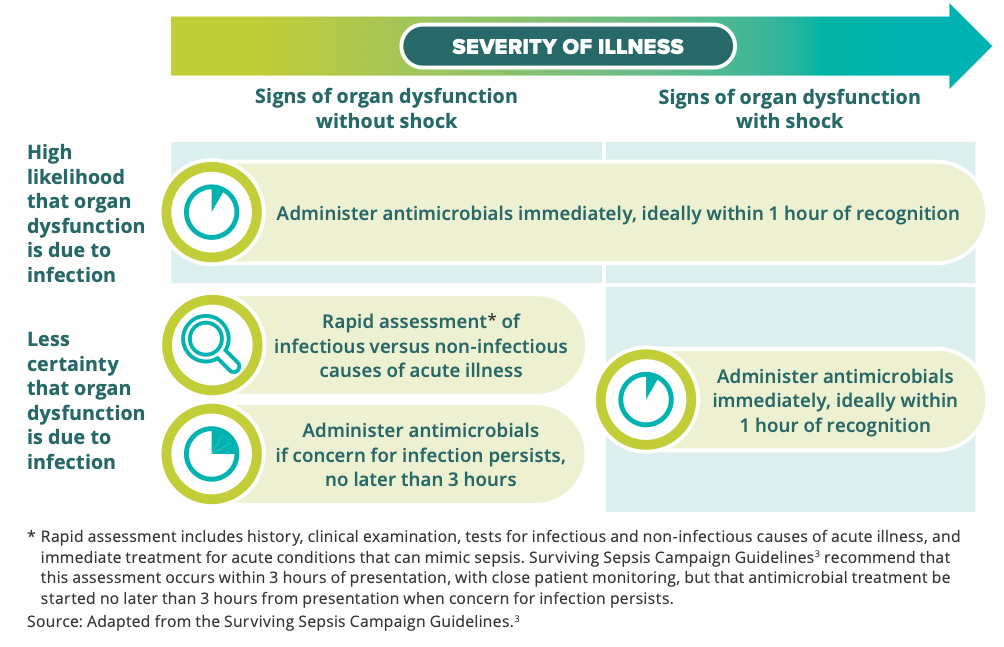 SEVERITY OF ILLNESS
Signs of organ dysfunction
without shock
Signs of organ dysfunction
with shock
High
likelihood
that organ
dysfunction
is due to
infection
Administer antimicrobials immediately, ideally within 1 hour of recognition
Less
certainty
that organ
dysfunction
is due to
infection
Rapid assessment* of
infectious versus non-infectious
causes of acute illness
Administer antimicrobials
if concern for infection persists,
no later than 3 hours
Administer antimicrobials
immediately, ideally within
1 hour of recognition
* Rapid assessment includes history, clinical examination, tests for infectious and non-infectious causes of acute illness, and
immediate treatment for acute conditions that can mimic sepsis. Surviving Sepsis Campaign Guidelines³ recommend that
this assessment occurs within 3 hours of presentation, with close patient monitoring, but that antimicrobial treatment be
started no later than 3 hours from presentation when concern for infection persists.
Source: Adapted from the Surviving Sepsis Campaign Guidelines.³